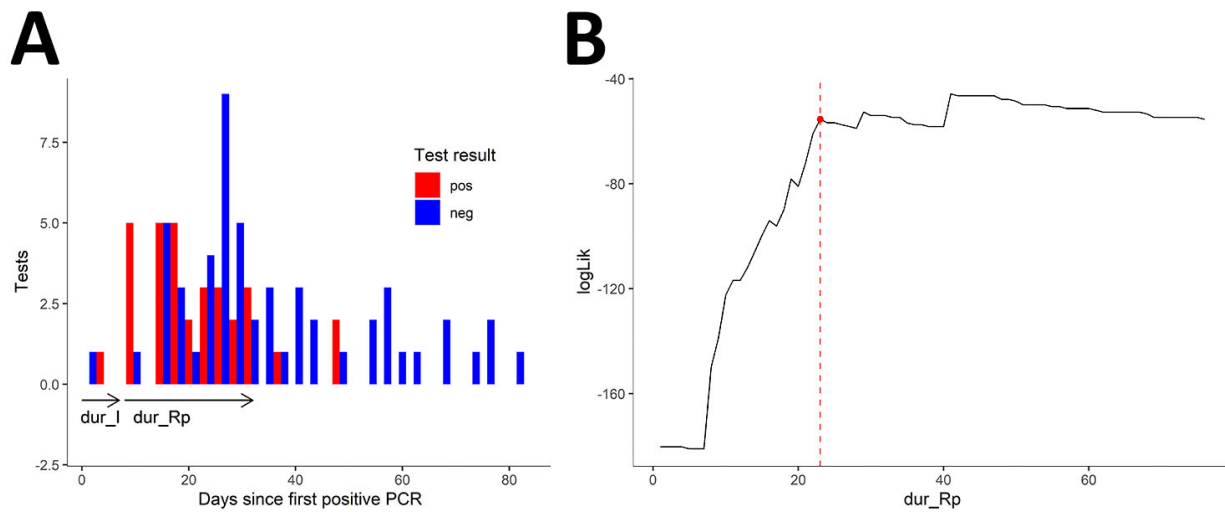 A
7.5
5.0
2.5
0.0
-2.5
Tests
Test result
pos
neg
dur_I
dur_Rp
0
20
40
60
80
Days since first positive PCR
B
-40
-80
-120
-160
logLik
0
20
40
60
dur_Rp